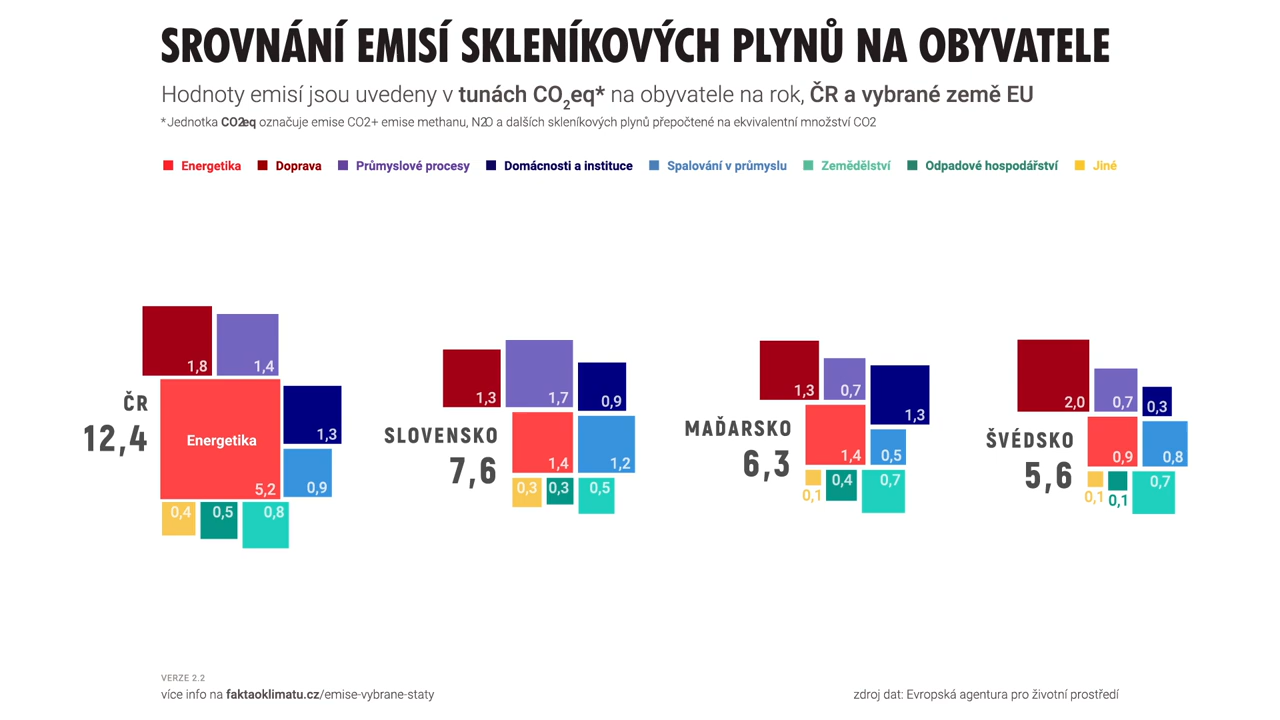 SROVNÁNÍ EMISÍ SKLENÍKOVÝCH PLYNŮ NA OBYVATELE
Hodnoty emisí jsou uvedeny v tunách CO2eq* na obyvatele na rok, ČR a vybrané země EU
*Jednotka CO2eq označuje emise CO2+ emise methanu, N2O a dalších skleníkových plynů přepočtené na ekvivalentní množství CO2
Energetika Doprava Průmyslové procesy Domácnosti a instituce Spalování v průmyslu Zemědělství Odpadové hospodářství Jiné
1,8 1,4
ČR
12,4
Energetika
5,2
1,3
0,9
0,4 0,5 0,8
1,3 1,7 0,9
SLOVENSKO
7,6
1,4 1,2
0,3 0,3 0,5
1,3 0,7 1,3
MAĎARSKO
6,3
1,4 0,5
0,1 0,4 0,7
2,0 0,7 0,3
ŠVÉDSKO
5,6
0,9 0,8
0,1 0,1 0,7
VERZE 2.2
více info na faktaoklimatu.cz/emise-vybrane-staty
zdroj dat: Evropská agentura pro životní prostředí